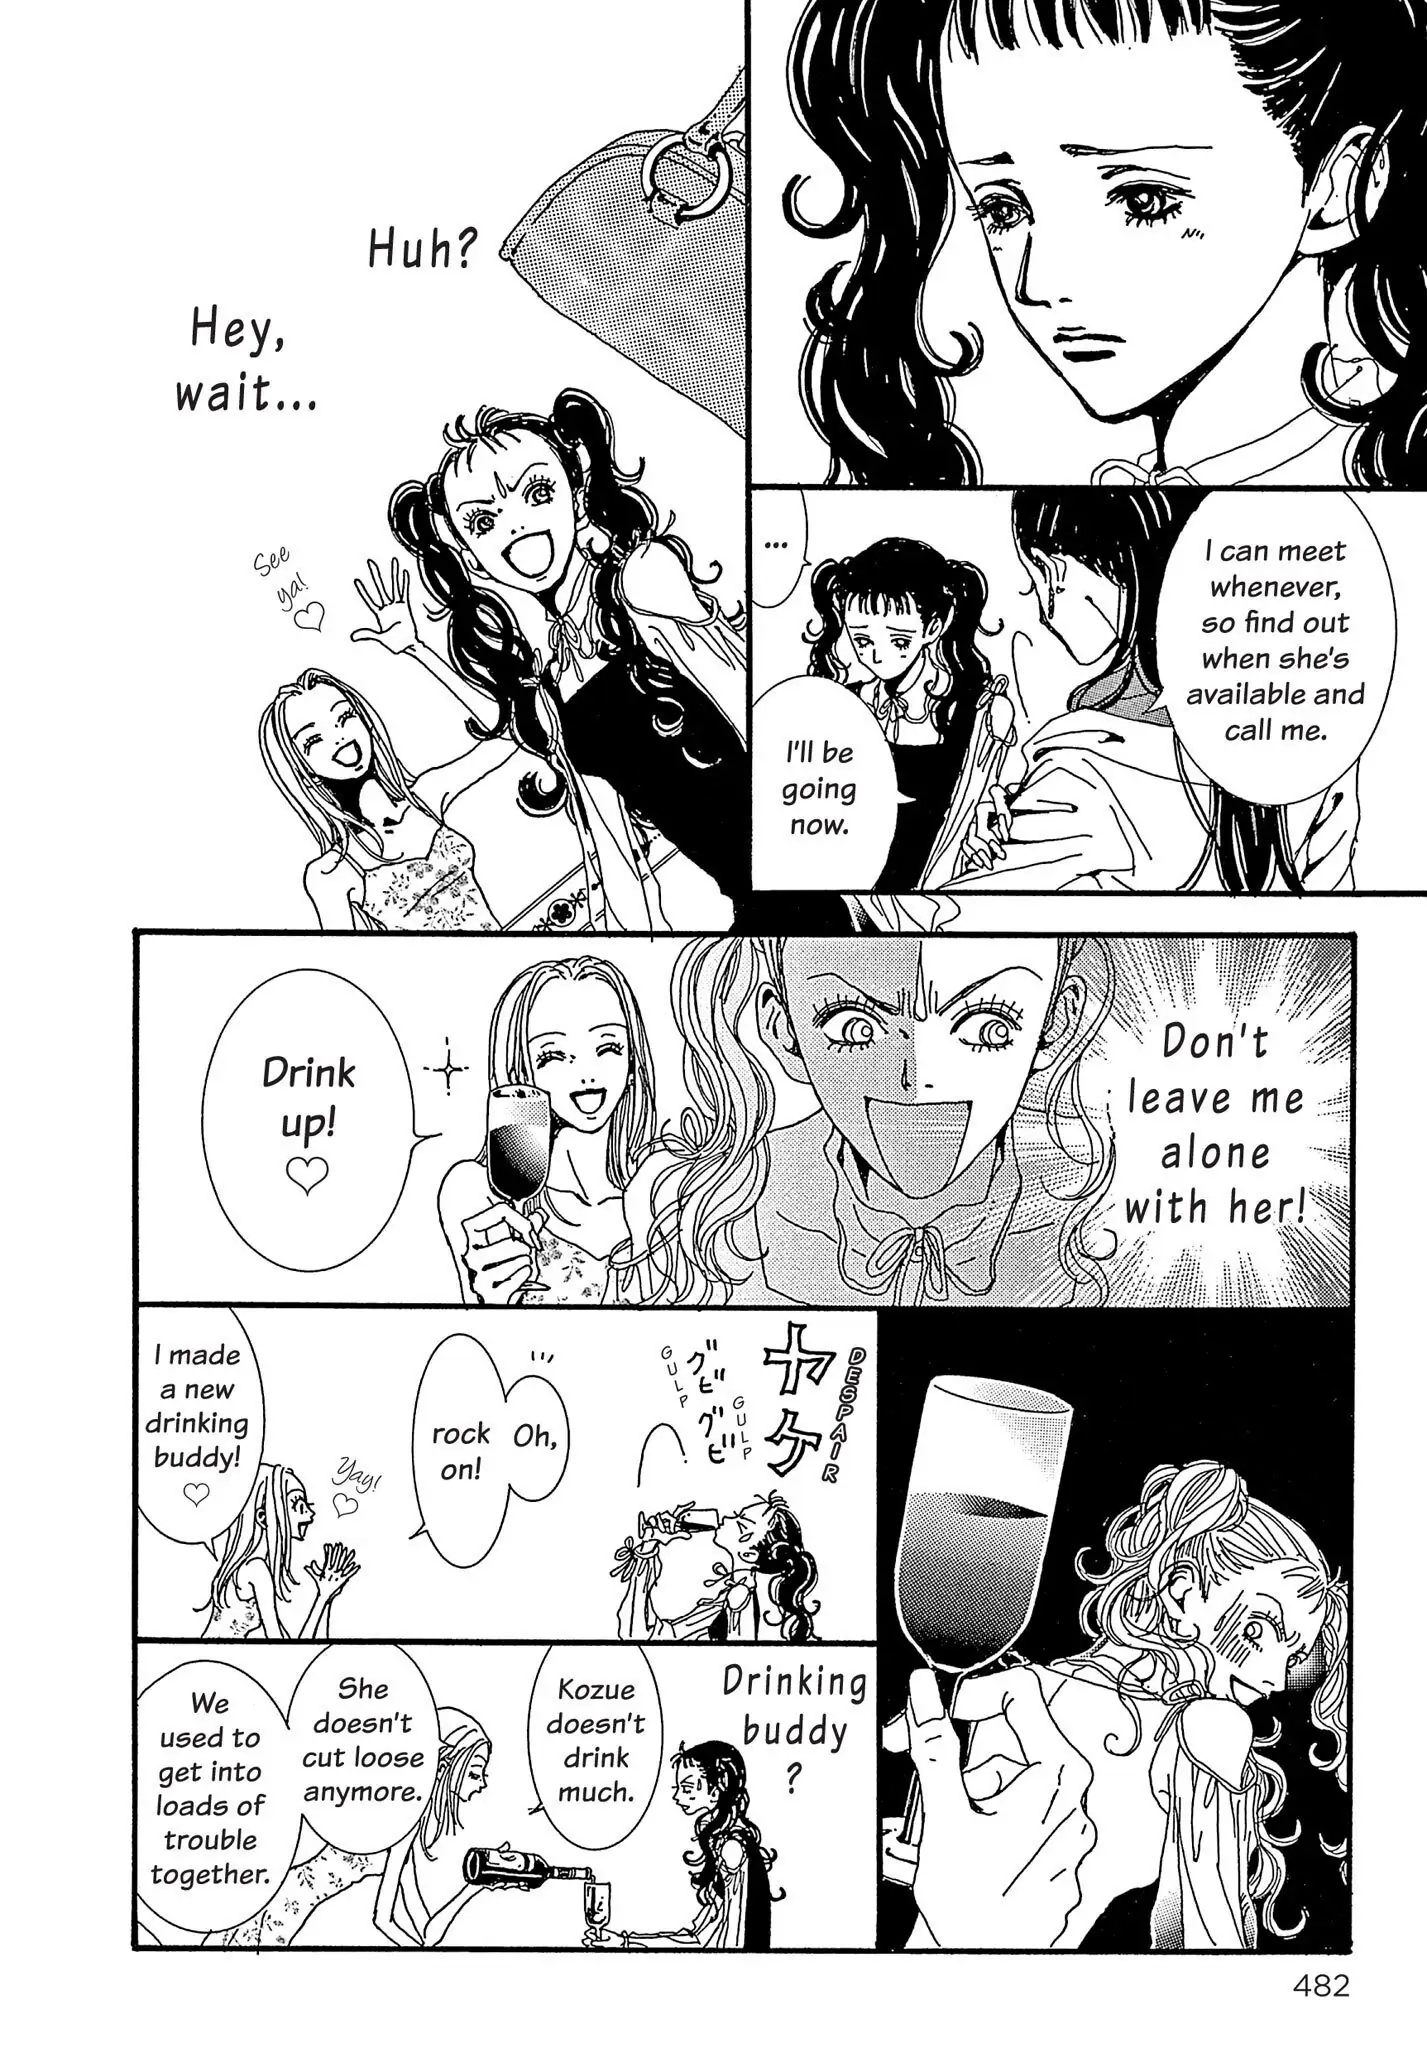 ...
I can meet
whenever,
so find out
when she's
available and
call me.
I'll be
going
now.
Huh?
Hey,
wait...
See
ya! ♡
Don't
leave me
alone
with her!
Drink
up!
♡
DESPAIR
ヤケ
グビ
GULP
グビ
GULP
Oh,
rock
on!
Yay!
♡
I made
a new
drinking
buddy!
♡
Drinking
buddy
?
Kozue
doesn't
drink
much.
She
doesn't
cut loose
anymore.
We
used to
get into
loads of
trouble
together.
482